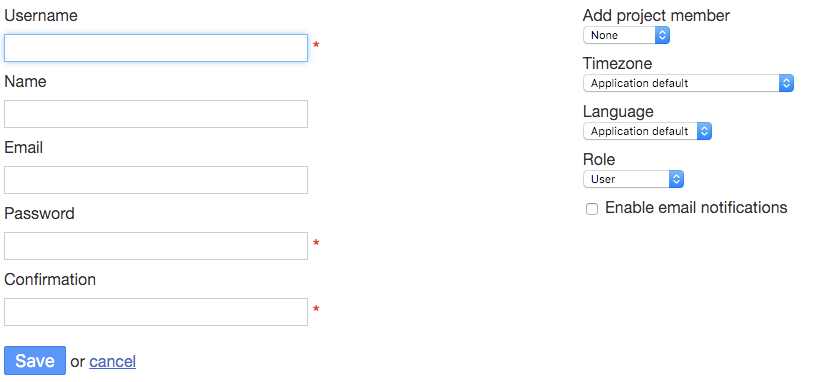 Username
*
Name
Email
Password
*
Confirmation
*
Save or cancel
Add project member
None
Timezone
Application default
Language
Application default
Role
User
Enable email notifications